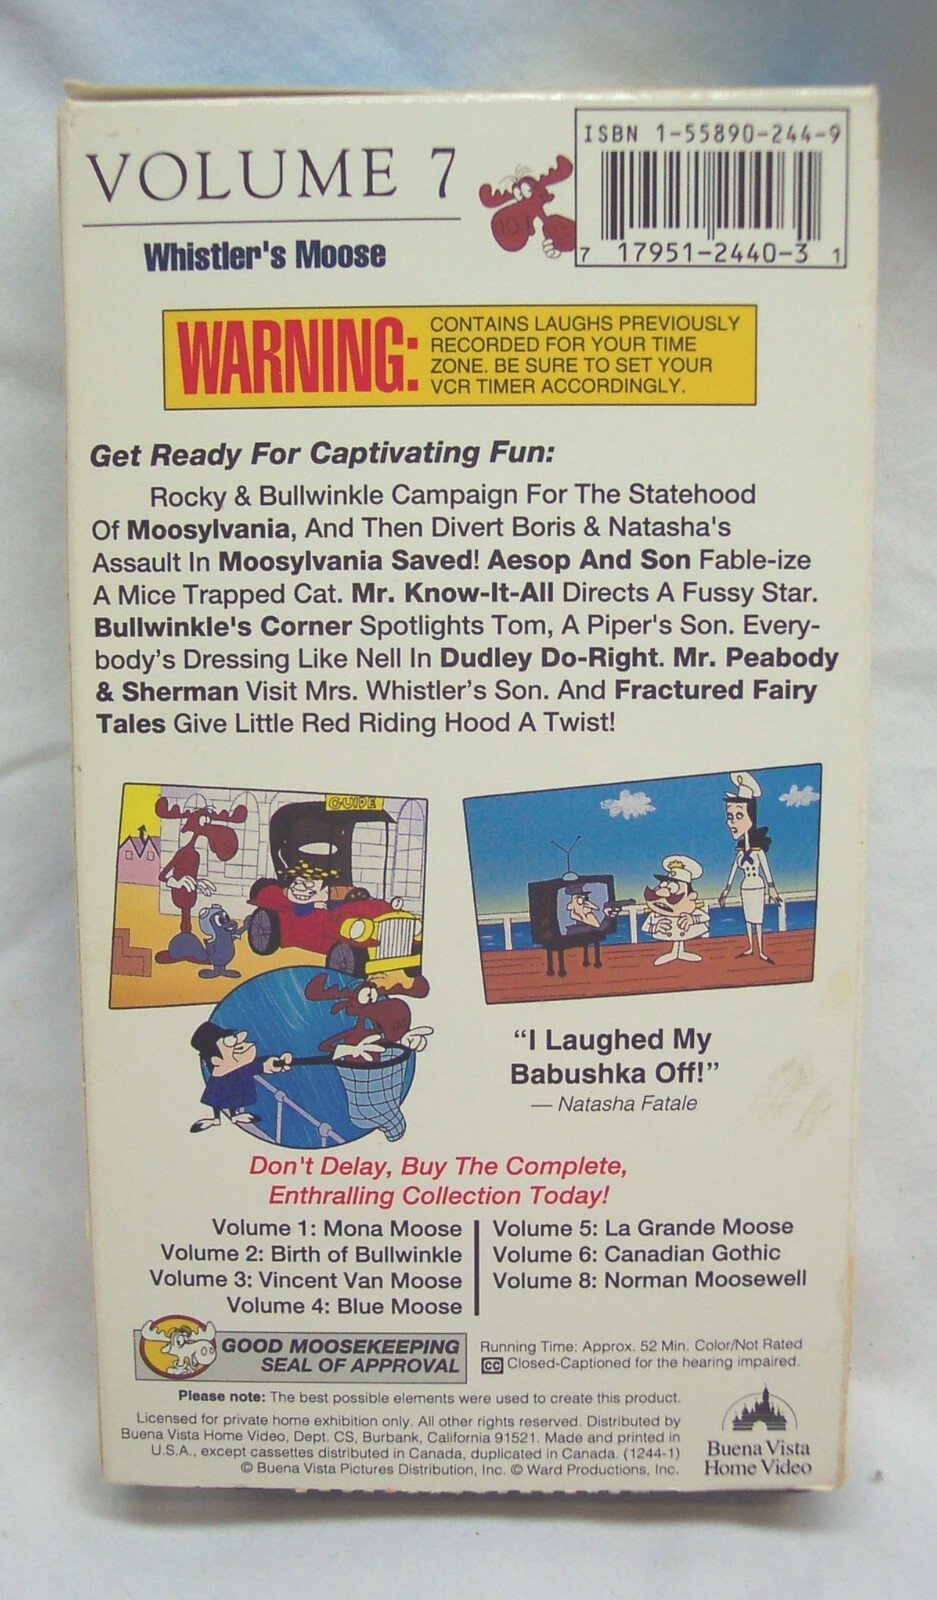 VOLUME 7
Whistler's Moose
ISBN 1-55890-244-9
7 17951-2440-3 1
WARNING:
CONTAINS LAUGHS PREVIOUSLY
RECORDED FOR YOUR TIME
ZONE. BE SURE TO SET YOUR
VCR TIMER ACCORDINGLY.
Get Ready For Captivating Fun:
Rocky & Bullwinkle Campaign For The Statehood
Of Moosylvania, And Then Divert Boris & Natasha's
Assault In Moosylvania Saved! Aesop And Son Fable-ize
A Mice Trapped Cat. Mr. Know-It-All Directs A Fussy Star.
Bullwinkle's Corner Spotlights Tom, A Piper's Son. Every-
body's Dressing Like Nell In Dudley Do-Right. Mr. Peabody
& Sherman Visit Mrs. Whistler's Son. And Fractured Fairy
Tales Give Little Red Riding Hood A Twist!
GUIDE
"I Laughed My
Babushka Off!"
— Natasha Fatale
Don't Delay, Buy The Complete,
Enthralling Collection Today!
Volume 1: Mona Moose
Volume 2: Birth of Bullwinkle
Volume 3: Vincent Van Moose
Volume 4: Blue Moose
Volume 5: La Grande Moose
Volume 6: Canadian Gothic
Volume 8: Norman Moosewell
GOOD MOOSEKEEPING
SEAL OF APPROVAL
Running Time: Approx. 52 Min. Color/Not Rated
CC Closed-Captioned for the hearing impaired.
Please note: The best possible elements were used to create this product.
Licensed for private home exhibition only. All other rights reserved. Distributed by
Buena Vista Home Video, Dept. CS, Burbank, California 91521. Made and printed in
U.S.A., except cassettes distributed in Canada, duplicated in Canada. (1244-1)
© Buena Vista Pictures Distribution, Inc. © Ward Productions, Inc.
Buena Vista
Home Video